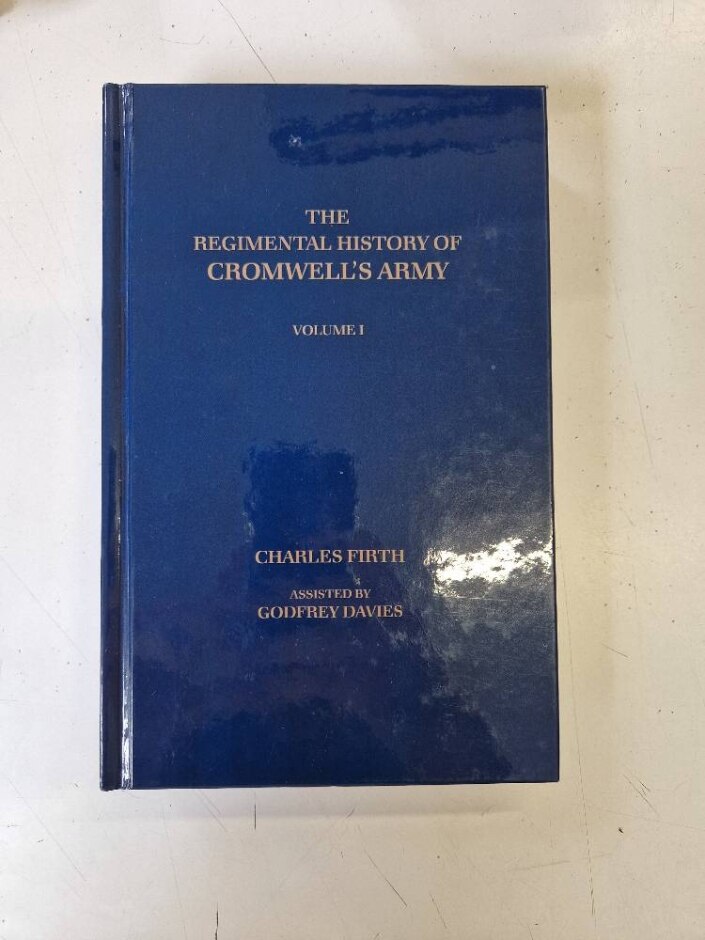 THE
REGIMENTAL HISTORY OF
CROMWELL'S ARMY
VOLUME I
CHARLES FIRTH
ASSISTED BY
GODFREY DAVIES